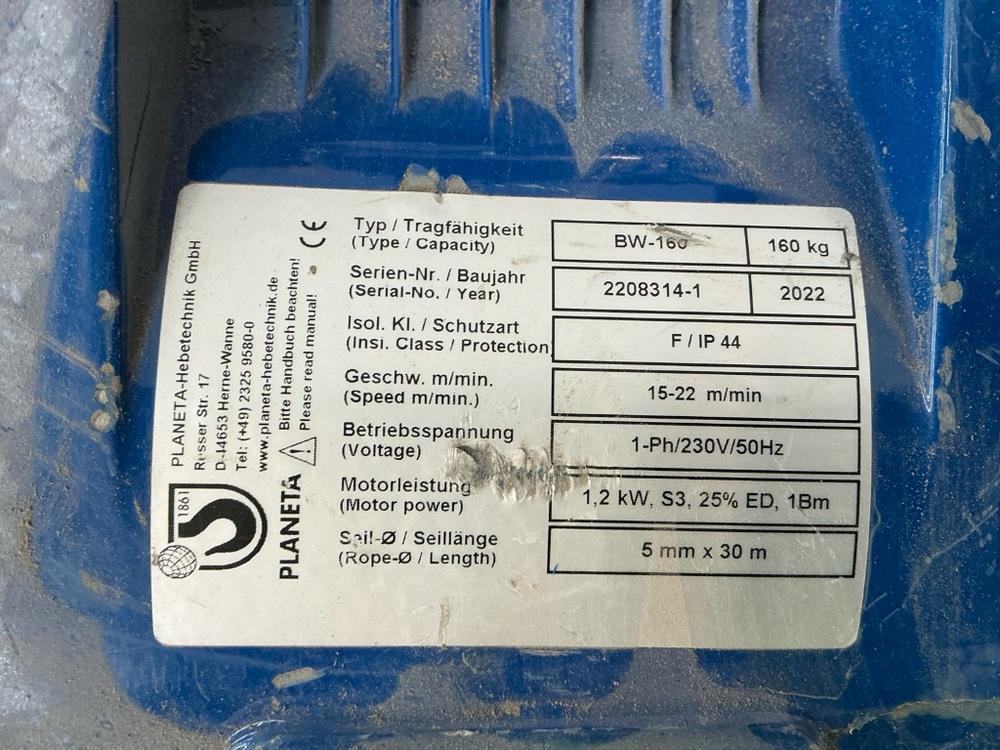 Typ / Tragfähigkeit
(Type / Capacity)
BW-160
160 kg
Serien-Nr. / Baujahr
(Serial-No. / Year)
2208314-1
2022
Isol. Kl. / Schutzart
(Insl. Class / Protection
F / IP 44
Geschw. m/min.
(Speed m/min.)
15-22 m/min
Betriebsspannung
(Voltage)
1-Ph/230V/50Hz
Motorleistung
(Motor power)
1,2 kW, S3, 25% ED, 1Bm
Seil-Ø / Seillänge
(Rope-Ø / Length)
5 mm x 30 m
PLANETA-Hebetechnik GmbH
Resser Str. 17
D-44653 Herne-Wanne
Tel: (+49) 2325 9580-0
www.planeta-hebetechnik.de
Bitte Handbuch beachten!
Please read manual!
CE
1861
PLANETA